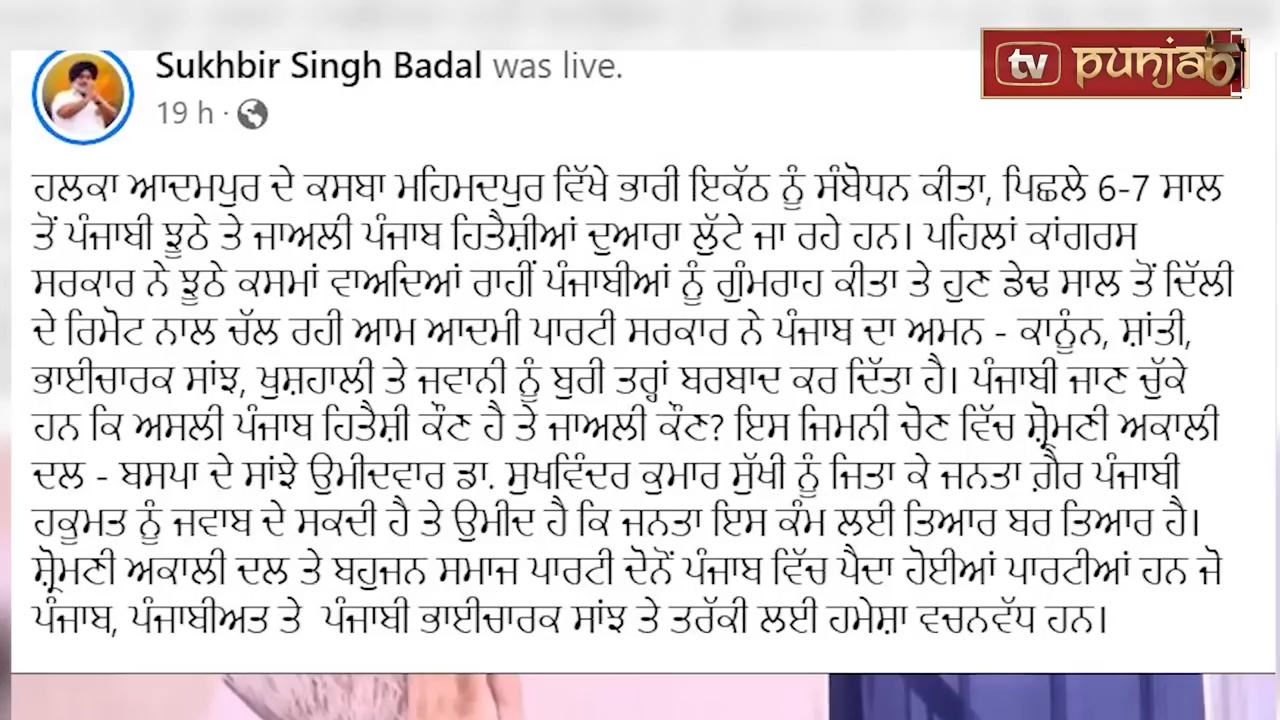 Sukhbir Singh Badal was live.
19 h ·
tv punjab
ਹਲਕਾ ਆਦਮਪੁਰ ਦੇ ਕਸਬਾ ਮਹਿਮਦਪੁਰ ਵਿੱਖੇ ਭਾਰੀ ਇਕੱਠ ਨੂੰ ਸੰਬੋਧਨ ਕੀਤਾ, ਪਿਛਲੇ 6-7 ਸਾਲ
ਤੋਂ ਪੰਜਾਬੀ ਝੂਠੇ ਤੇ ਜਾਅਲੀ ਪੰਜਾਬ ਹਿਤੈਸ਼ੀਆਂ ਦੁਆਰਾ ਲੁੱਟੇ ਜਾ ਰਹੇ ਹਨ। ਪਹਿਲਾਂ ਕਾਂਗਰਸ
ਸਰਕਾਰ ਨੇ ਝੂਠੇ ਕਸਮਾਂ ਵਾਅਦਿਆਂ ਰਾਹੀਂ ਪੰਜਾਬੀਆਂ ਨੂੰ ਗੁੰਮਰਾਹ ਕੀਤਾ ਤੇ ਹੁਣ ਡੇਢ ਸਾਲ ਤੋਂ ਦਿੱਲੀ
ਦੇ ਰਿਮੋਟ ਨਾਲ ਚੱਲ ਰਹੀ ਆਮ ਆਦਮੀ ਪਾਰਟੀ ਸਰਕਾਰ ਨੇ ਪੰਜਾਬ ਦਾ ਅਮਨ - ਕਾਨੂੰਨ, ਸ਼ਾਂਤੀ,
ਭਾਈਚਾਰਕ ਸਾਂਝ, ਖੁਸ਼ਹਾਲੀ ਤੇ ਜਵਾਨੀ ਨੂੰ ਬੁਰੀ ਤਰ੍ਹਾਂ ਬਰਬਾਦ ਕਰ ਦਿੱਤਾ ਹੈ। ਪੰਜਾਬੀ ਜਾਣ ਚੁੱਕੇ
ਹਨ ਕਿ ਅਸਲੀ ਪੰਜਾਬ ਹਿਤੈਸ਼ੀ ਕੌਣ ਹੈ ਤੇ ਜਾਅਲੀ ਕੌਣ? ਇਸ ਜਿਮਨੀ ਚੋਣ ਵਿੱਚ ਸ਼੍ਰੋਮਣੀ ਅਕਾਲੀ
ਦਲ - ਬਸਪਾ ਦੇ ਸਾਂਝੇ ਉਮੀਦਵਾਰ ਡਾ. ਸੁਖਵਿੰਦਰ ਕੁਮਾਰ ਸੁੱਖੀ ਨੂੰ ਜਿਤਾ ਕੇ ਜਨਤਾ ਗ਼ੈਰ ਪੰਜਾਬੀ
ਹਕੂਮਤ ਨੂੰ ਜਵਾਬ ਦੇ ਸਕਦੀ ਹੈ ਤੇ ਉਮੀਦ ਹੈ ਕਿ ਜਨਤਾ ਇਸ ਕੰਮ ਲਈ ਤਿਆਰ ਬਰ ਤਿਆਰ ਹੈ।
ਸ਼੍ਰੋਮਣੀ ਅਕਾਲੀ ਦਲ ਤੇ ਬਹੁਜਨ ਸਮਾਜ ਪਾਰਟੀ ਦੋਨੋਂ ਪੰਜਾਬ ਵਿੱਚ ਪੈਦਾ ਹੋਈਆਂ ਪਾਰਟੀਆਂ ਹਨ ਜੋ
ਪੰਜਾਬ, ਪੰਜਾਬੀਅਤ ਤੇ ਪੰਜਾਬੀ ਭਾਈਚਾਰਕ ਸਾਂਝ ਤੇ ਤਰੱਕੀ ਲਈ ਹਮੇਸ਼ਾ ਵਚਨਵੱਧ ਹਨ।